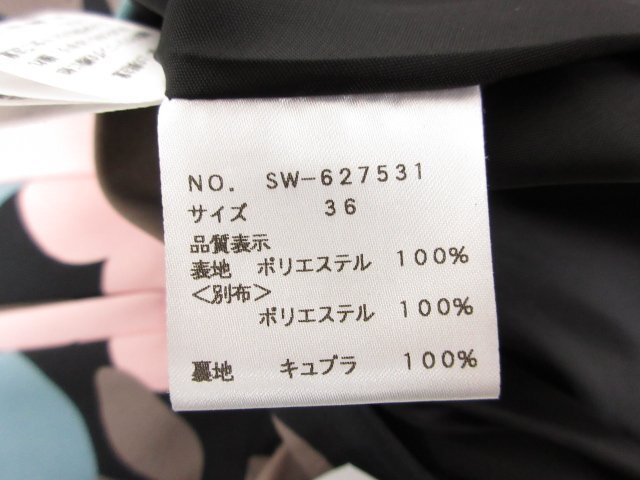 NO. SW-627531
サイズ 36
品質表示
表地 ポリエステル 100%
<別布>
ポリエステル 100%
裏地 キュプラ 100%